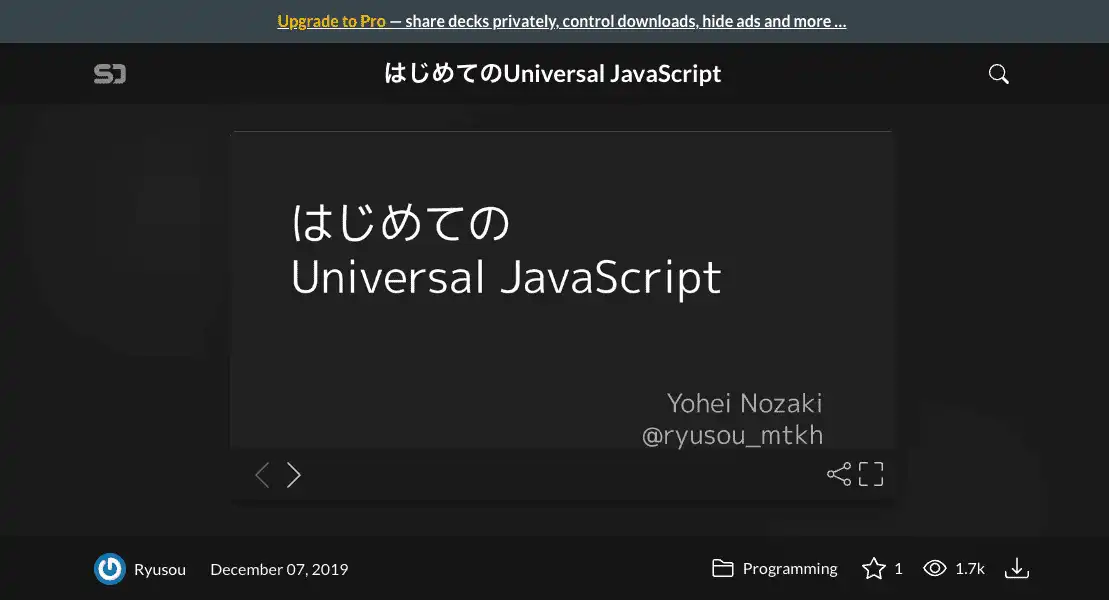 Upgrade to Pro — share decks privately, control downloads, hide ads and more …
SD
はじめてのUniversal JavaScript
はじめての
Universal JavaScript
Yohei Nozaki
@ryusou_mtkh
Ryusou
December 07, 2019
Programming
1
1.7k